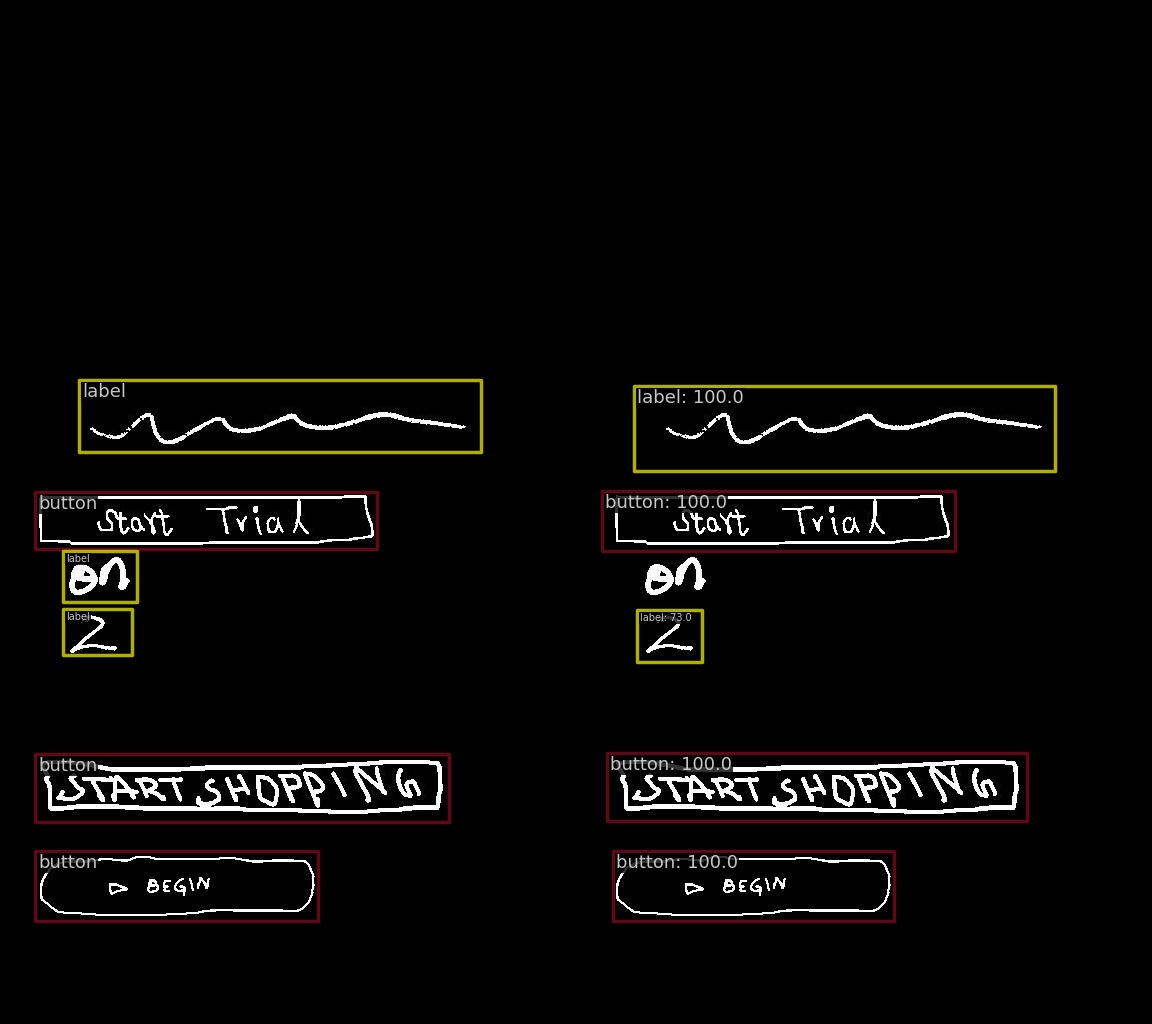 label
label: 100.0
button
Start Trial
button: 100.0
Start Trial
label
on
on
label
2
label: 73.0
2
button
START SHOPPING
button: 100.0
START SHOPPING
button
BEGIN
button: 100.0
BEGIN